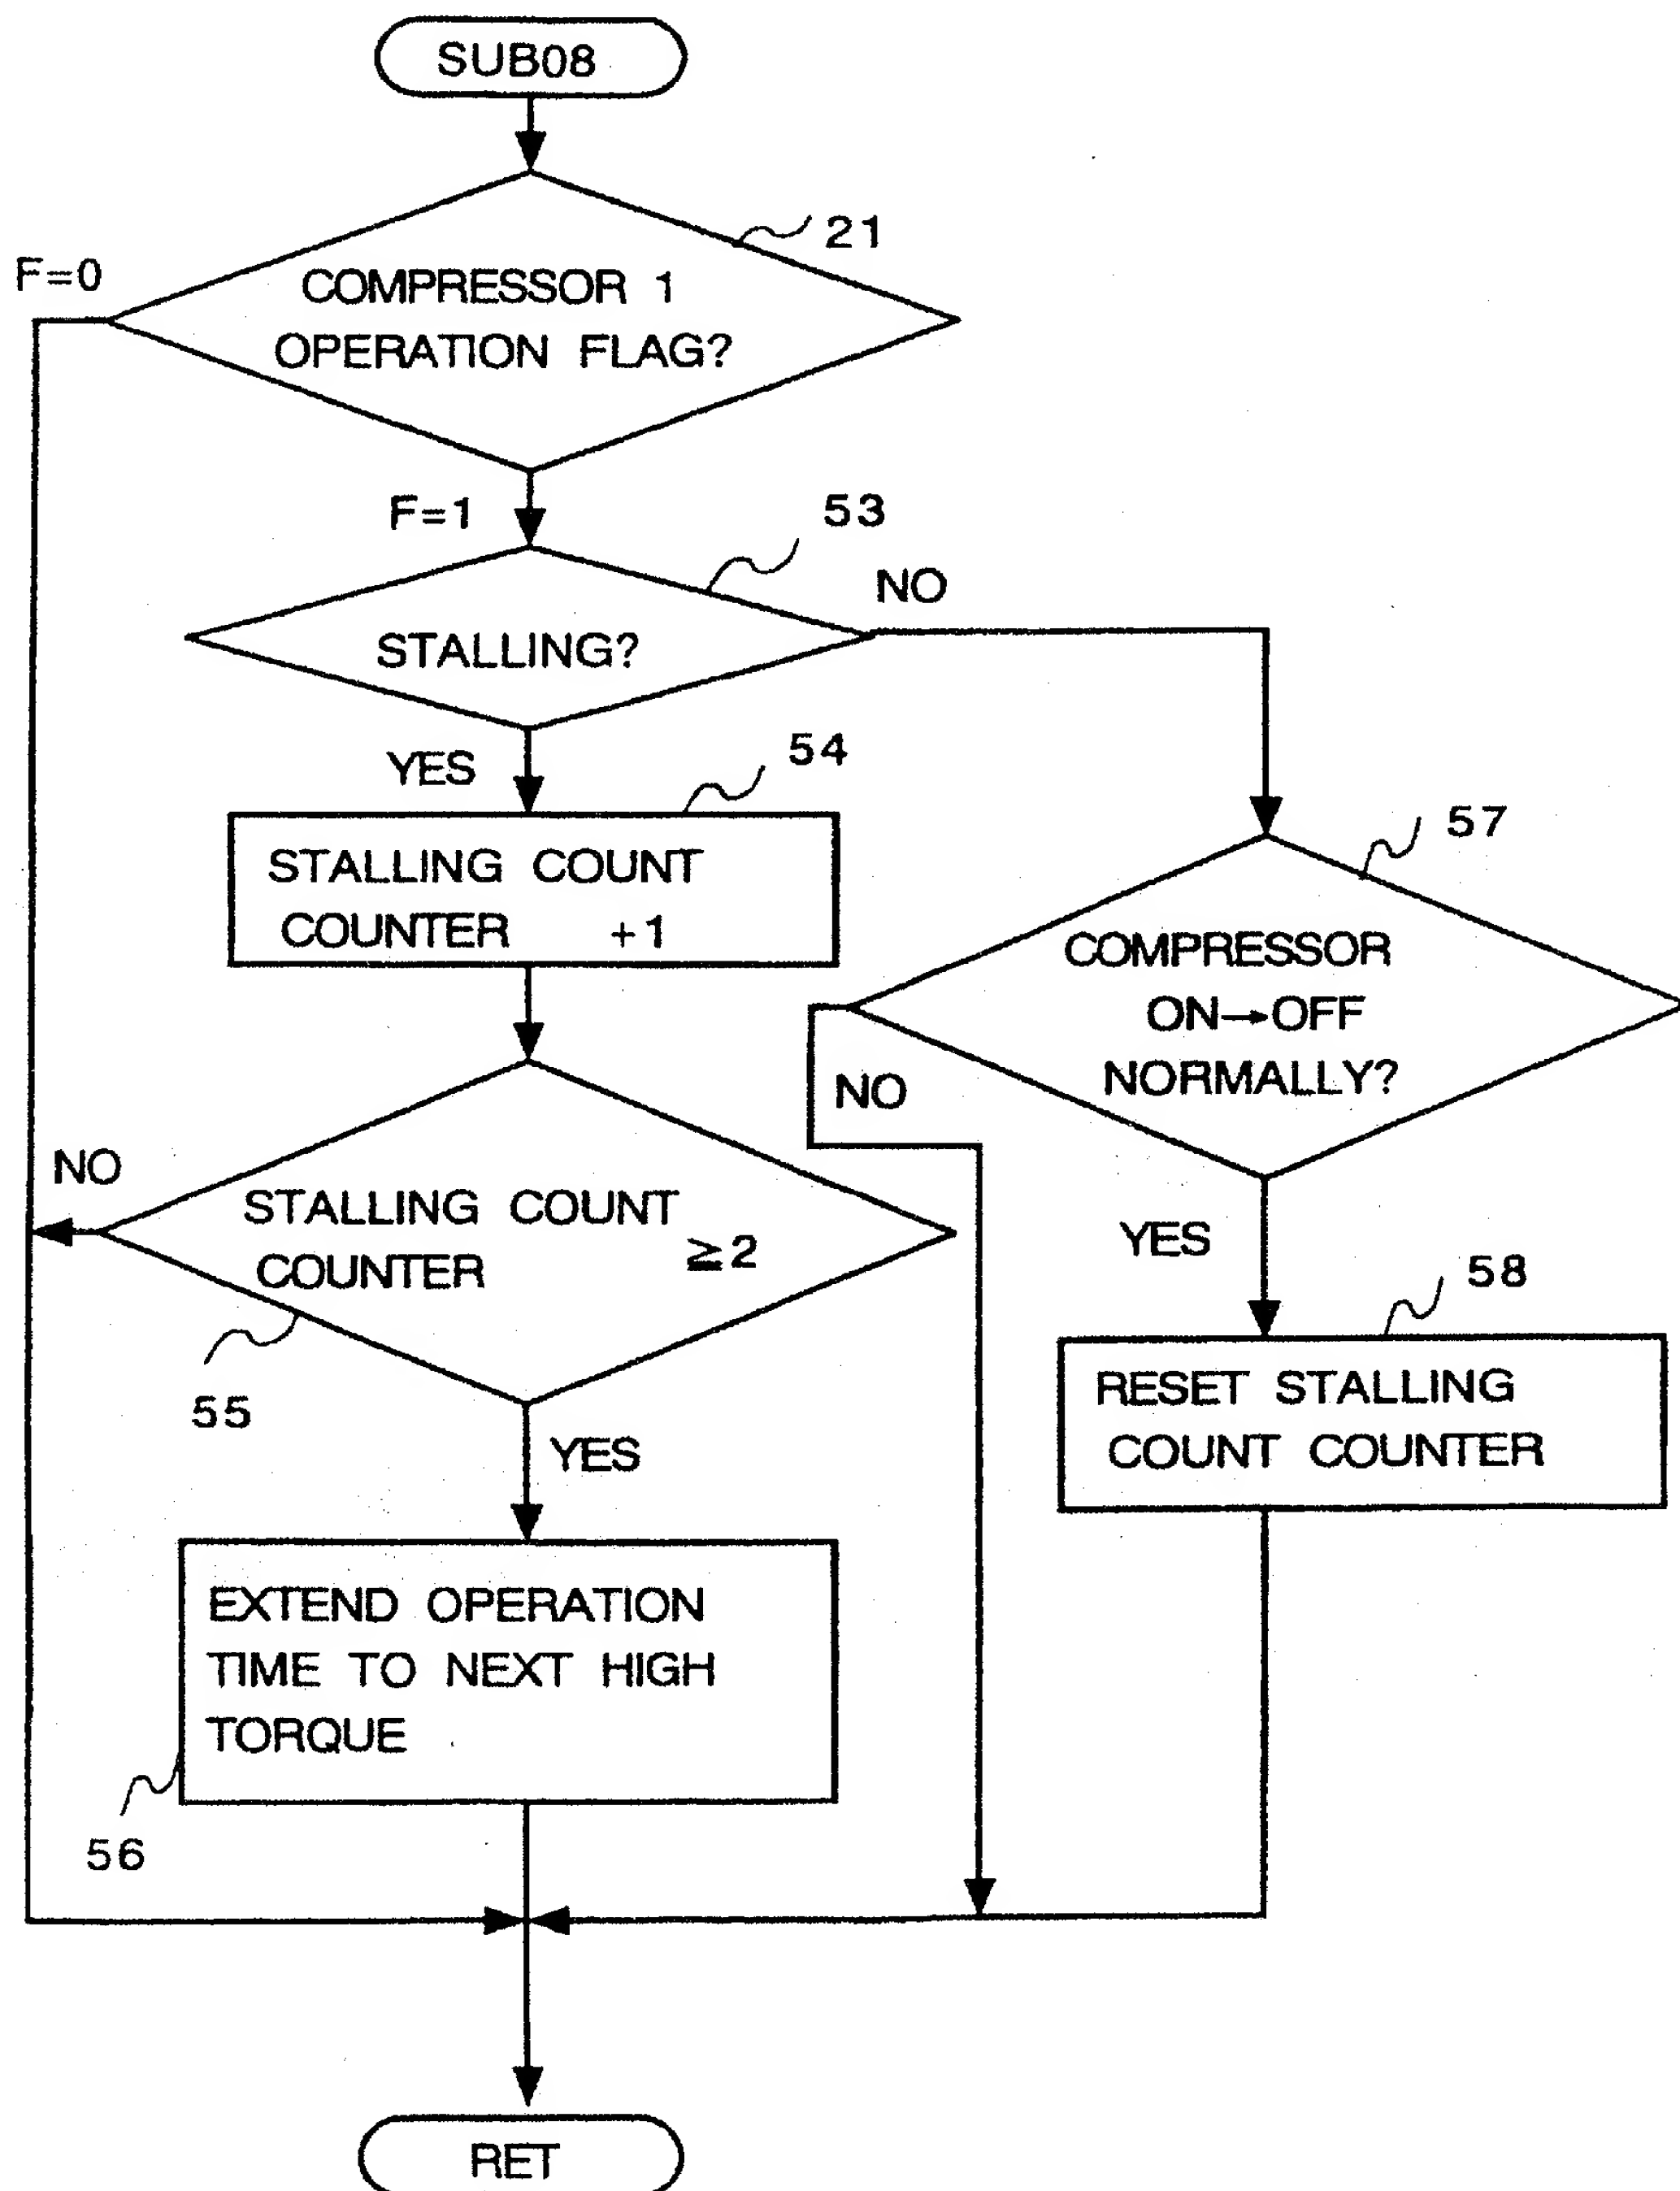 SUB08
21
F=0
COMPRESSOR 1
OPERATION FLAG?
F=1
53
NO
STALLING?
YES
54
STALLING COUNT
COUNTER +1
57
COMPRESSOR
ON→OFF
NORMALLY?
NO
NO
STALLING COUNT
COUNTER ≧2
YES
58
55
YES
RESET STALLING
COUNT COUNTER
EXTEND OPERATION
TIME TO NEXT HIGH
TORQUE
56
RET